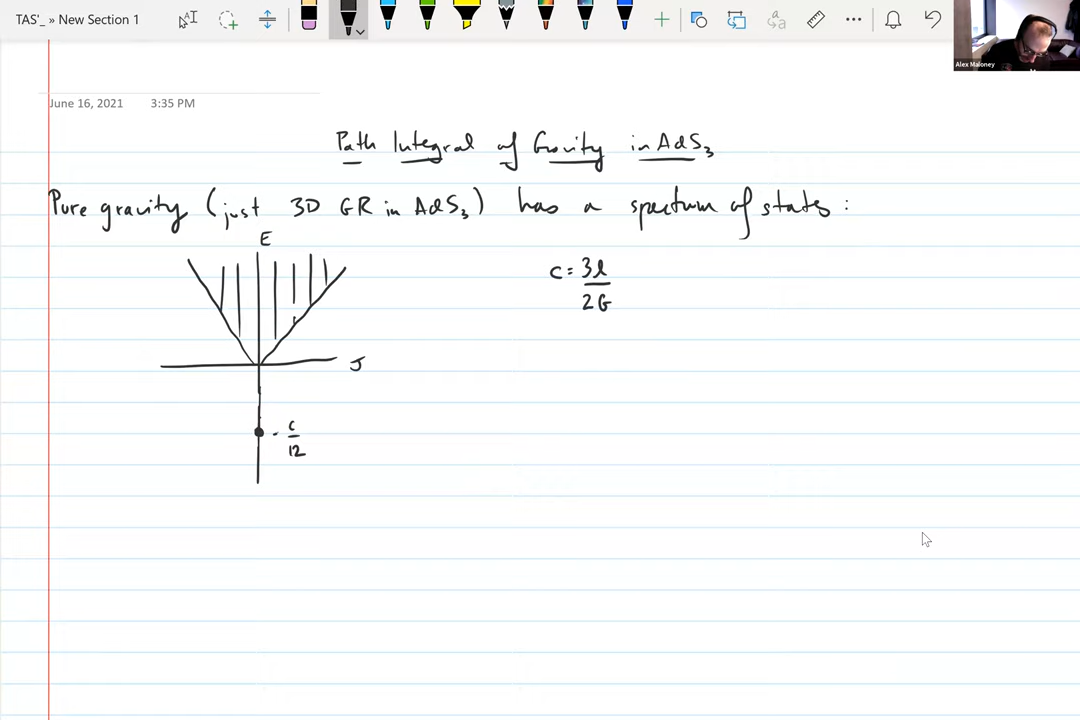 TAS'_ » New Section 1
Alex Maloney
June 16, 2021 3:35 PM
Path Integral of Gravity in AdS₃
Pure gravity (just 3D GR in AdS₃) has a spectrum of states:
E
C = 3ℓ
2G
J
- c
12